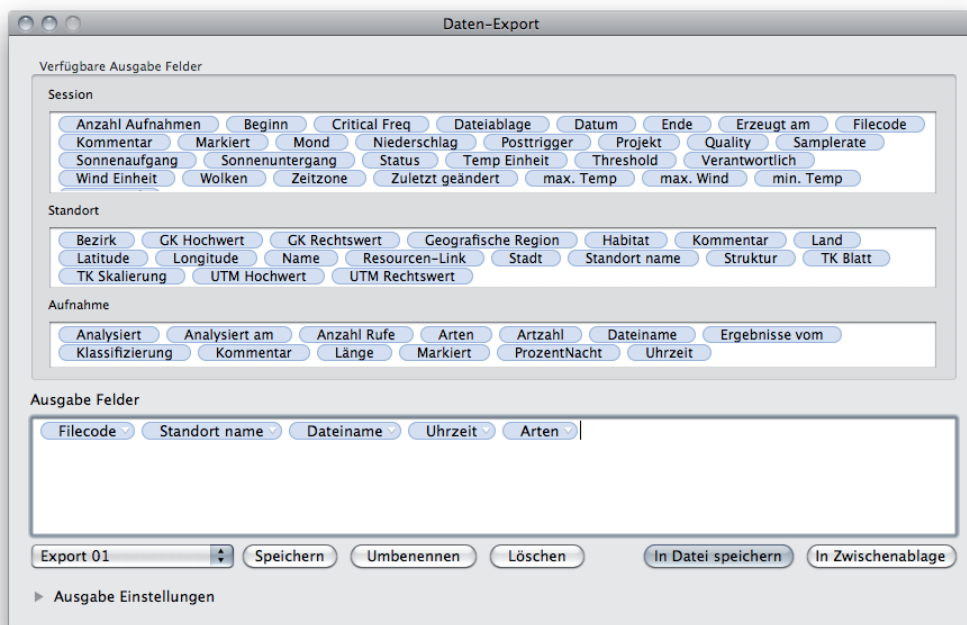 Daten-Export
Verfügbare Ausgabe Felder
Session
Anzahl Aufnahmen Beginn Critical Freq Dateiablage Datum Ende Erzeugt am Filecode
Kommentar Markiert Mond Niederschlag Posttrigger Projekt Quality Samplerate
Sonnenaufgang Sonnenuntergang Status Temp Einheit Threshold Verantwortlich
Wind Einheit Wolken Zeitzone Zuletzt geändert max. Temp max. Wind min. Temp
Standort
Bezirk GK Hochwert GK Rechtswert Geografische Region Habitat Kommentar Land
Latitude Longitude Name Resourcen-Link Stadt Standort name Struktur TK Blatt
TK Skalierung UTM Hochwert UTM Rechtswert
Aufnahme
Analysiert Analysiert am Anzahl Rufe Arten Artzahl Dateiname Ergebnisse vom
Klassifizierung Kommentar Länge Markiert ProzentNacht Uhrzeit
Ausgabe Felder
Filecode Standort name Dateiname Uhrzeit Arten
Export 01 Speichern Umbenennen Löschen In Datei speichern In Zwischenablage
Ausgabe Einstellungen